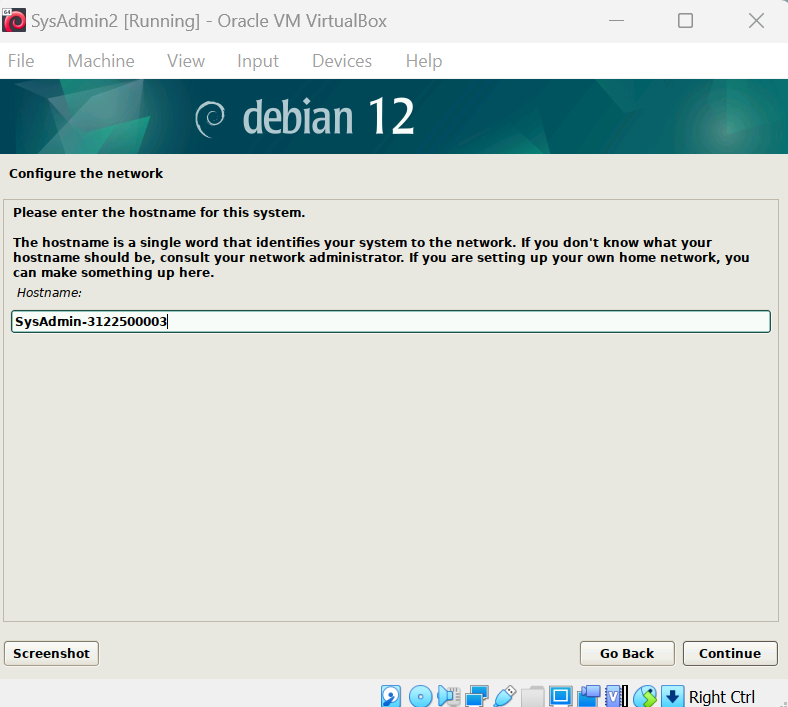 SysAdmin2 [Running] - Oracle VM VirtualBox
File Machine View Input Devices Help
debian 12
Configure the network
Please enter the hostname for this system.
The hostname is a single word that identifies your system to the network. If you don't know what your
hostname should be, consult your network administrator. If you are setting up your own home network, you
can make something up here.
Hostname:
SysAdmin-3122500003
Screenshot Go Back Continue
Right Ctrl